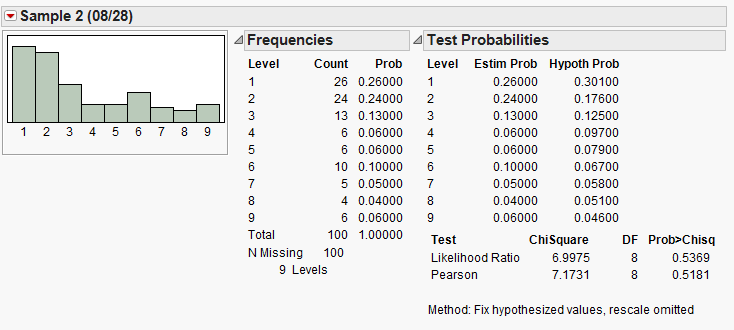 Sample 2 (08/28)
1 2 3 4 5 6 7 8 9
Frequencies
Level Count Prob
1 26 0.26000
2 24 0.24000
3 13 0.13000
4 6 0.06000
5 6 0.06000
6 10 0.10000
7 5 0.05000
8 4 0.04000
9 6 0.06000
Total 100 1.00000
N Missing 100
9 Levels
Test Probabilities
Level Estim Prob Hypoth Prob
1 0.26000 0.30100
2 0.24000 0.17600
3 0.13000 0.12500
4 0.06000 0.09700
5 0.06000 0.07900
6 0.10000 0.06700
7 0.05000 0.05800
8 0.04000 0.05100
9 0.06000 0.04600
Test ChiSquare DF Prob>Chisq
Likelihood Ratio 6.9975 8 0.5369
Pearson 7.1731 8 0.5181
Method: Fix hypothesized values, rescale omitted